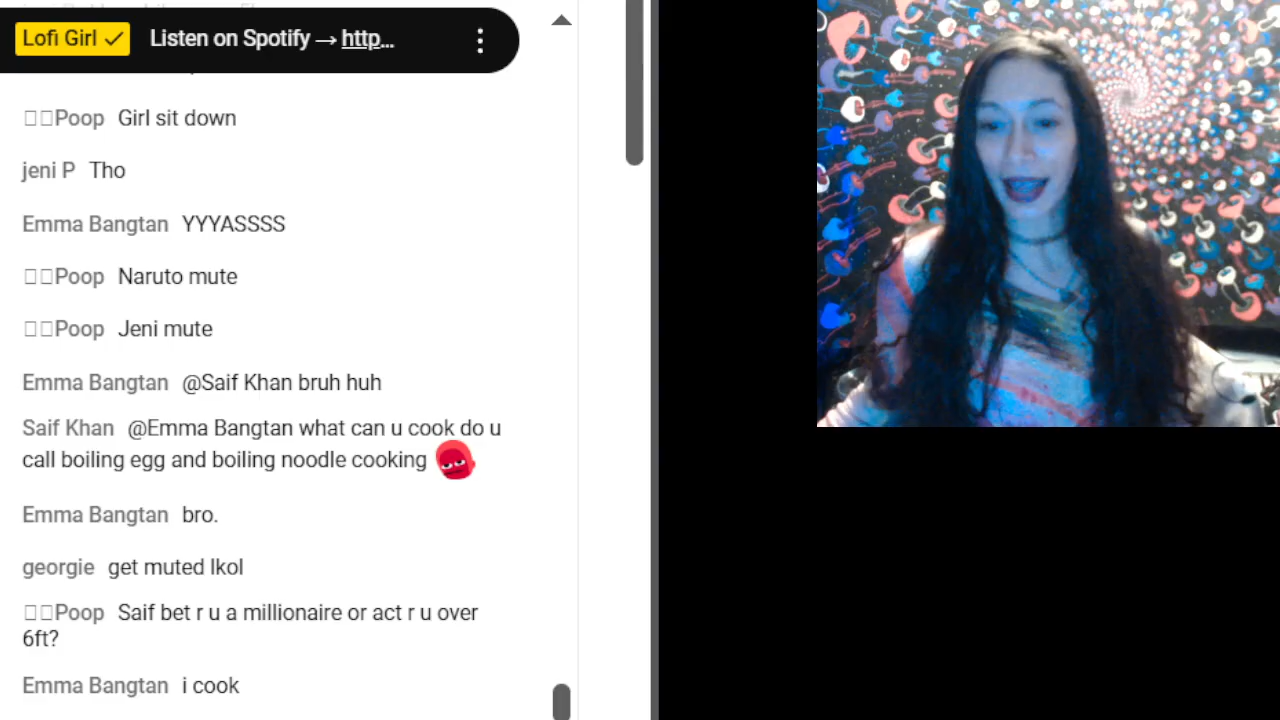 Lofi Girl ✓ Listen on Spotify → http...
Poop Girl sit down
jeni P Tho
Emma Bangtan YYYASSSS
Poop Naruto mute
Poop Jeni mute
Emma Bangtan @Saif Khan bruh huh
Saif Khan @Emma Bangtan what can u cook do u
call boiling egg and boiling noodle cooking
Emma Bangtan bro.
georgie get muted lkol
Poop Saif bet r u a millionaire or act r u over
6ft?
Emma Bangtan i cook